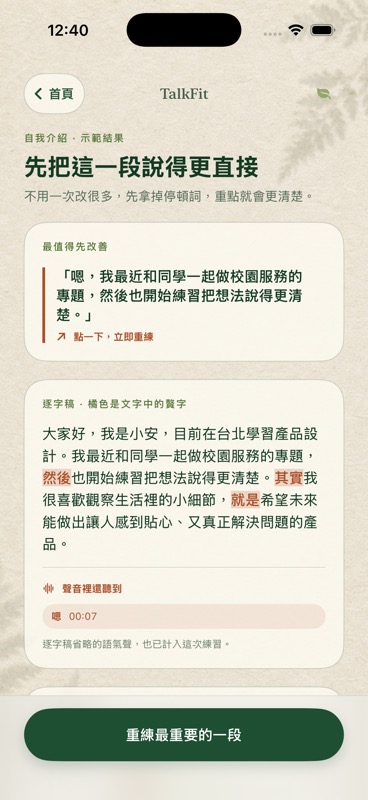 12:40
首頁
TalkFit
自我介紹 · 示範結果
先把這一段說得更直接
不用一次改很多，先拿掉停頓詞，重點就會更清楚。
最值得先改善
「嗯，我最近和同學一起做校園服務的
專題，然後也開始練習把想法說得更清
楚。」
點一下，立即重練
逐字稿 · 橘色是文字中的贅字
大家好，我是小安，目前在台北學習產品設
計。我最近和同學一起做校園服務的專題，
然後也開始練習把想法說得更清楚。其實我
很喜歡觀察生活裡的小細節，就是希望未來
能做出讓人感到貼心、又真正解決問題的產
品。
聲音裡還聽到
嗯 00:07
逐字稿省略的語氣聲，也已計入這次練習。
重練最重要的一段